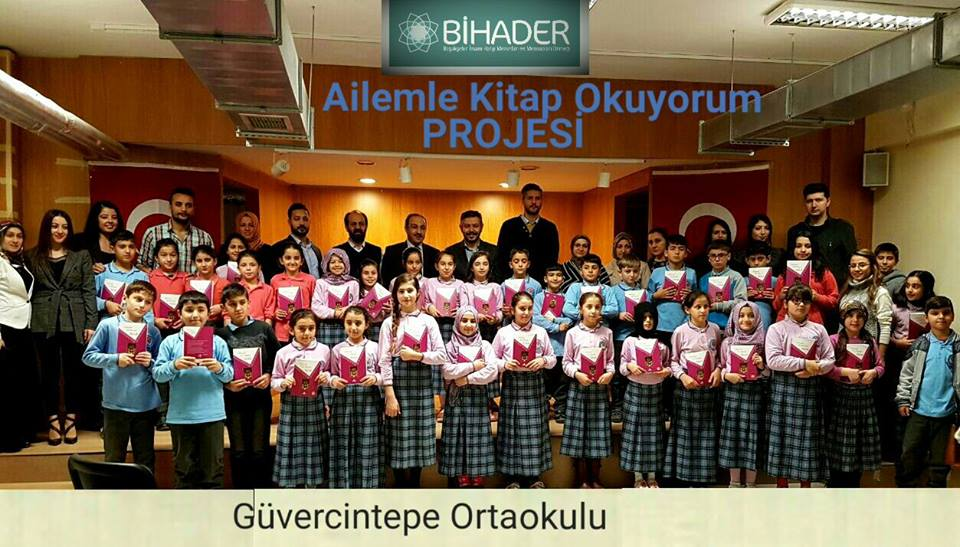 BİHADER
Ailemle Kitap Okuyorum
PROJESİ
Güvercintepe Ortaokulu